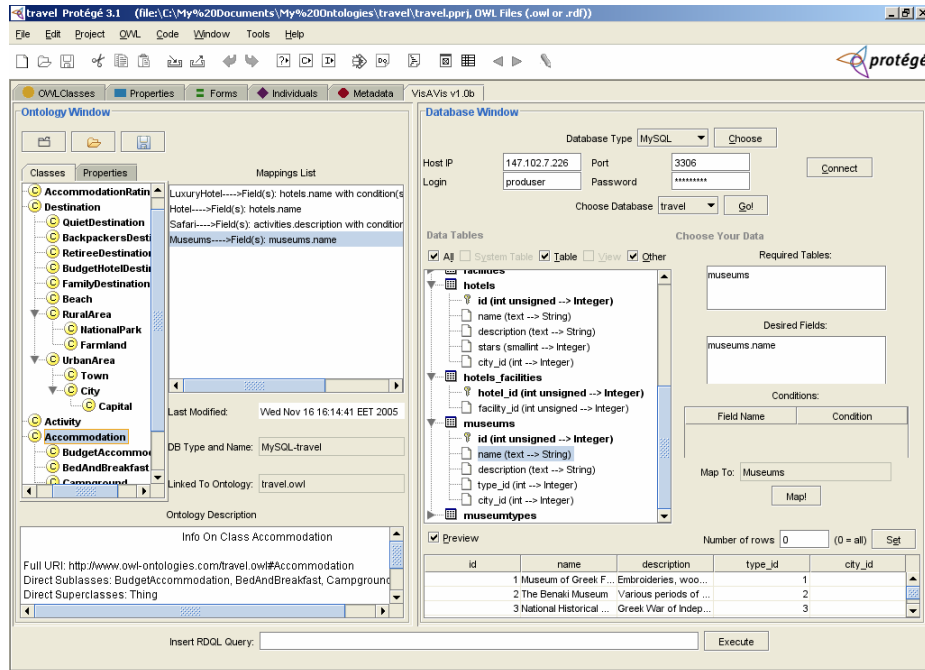 travel Protégé 3.1 (file:\C:\My%20Documents\My%20Ontologies\travel\travel.pprj, OWL Files (.owl or .rdf))
File Edit Project OWL Code Window Tools Help
protégé
OWLClasses Properties Forms Individuals Metadata VisAVis v1.0b
Ontology Window
Classes Properties
Mappings List
AccommodationRatin
Destination
QuietDestination
BackpackersDesti
RetireeDestination
BudgetHotelDestin
FamilyDestination
Beach
RuralArea
NationalPark
Farmland
UrbanArea
Town
City
Capital
Activity
Accommodation
BudgetAccommod
BedAndBreakfast
Campground
LuxuryHotel---->Field(s): hotels.name with condition(s
Hotel---->Field(s): hotels.name
Safari---->Field(s): activities.description with condition
Museums---->Field(s): museums.name
Last Modified: Wed Nov 16 16:14:41 EET 2005
DB Type and Name: MySQL-travel
Linked To Ontology: travel.owl
Ontology Description
Info On Class Accommodation
Full URI: http://www.owl-ontologies.com/travel.owl#Accommodation
Direct Sublasses: BudgetAccommodation, BedAndBreakfast, Campground
Direct Superclasses: Thing
Database Window
Database Type MySQL Choose
Host IP 147.102.7.226 Port 3306
Connect
Login produser Password *********
Choose Database travel Go!
Data Tables
All System Table Table View Other
facilities
hotels
id (int unsigned --> Integer)
name (text --> String)
description (text --> String)
stars (smallint --> Integer)
city_id (int --> Integer)
hotels_facilities
hotel_id (int unsigned --> Integer)
facility_id (int unsigned --> Integer)
museums
id (int unsigned --> Integer)
name (text --> String)
description (text --> String)
type_id (int --> Integer)
city_id (int --> Integer)
museumtypes
Choose Your Data
Required Tables:
museums
Desired Fields:
museums.name
Conditions:
Field Name Condition
Map To: Museums
Map!
Preview
Number of rows 0 (0 = all) Set
id name description type_id city_id
1 Museum of Greek F... Embroideries, woo... 1
2 The Benaki Museum Various periods of ... 2
3 National Historical ... Greek War of Indep... 3
Insert RDQL Query: Execute